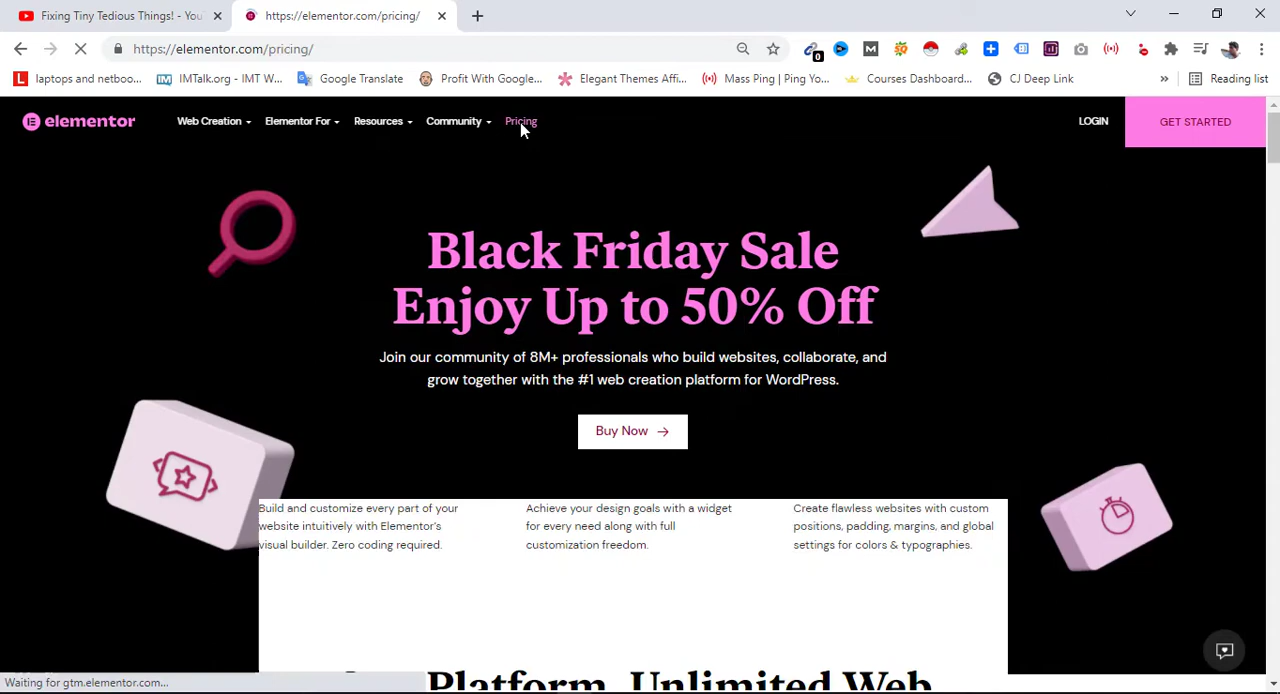 Fixing Tiny Tedious Things! - You
https://elementor.com/pricing/
https://elementor.com/pricing/
0
laptops and netboo...
IMTalk.org - IMT W...
Google Translate
Profit With Google...
Elegant Themes Affi...
Mass Ping | Ping Yo...
Courses Dashboard...
CJ Deep Link
»
Reading list
elementor
Web Creation
Elementor For
Resources
Community
Pricing
LOGIN
GET STARTED
Black Friday Sale
Enjoy Up to 50% Off
Join our community of 8M+ professionals who build websites, collaborate, and
grow together with the #1 web creation platform for WordPress.
Buy Now →
Build and customize every part of your
website intuitively with Elementor's
visual builder. Zero coding required.
Achieve your design goals with a widget
for every need along with full
customization freedom.
Create flawless websites with custom
positions, padding, margins, and global
settings for colors & typographies.
Platform, Unlimited Web
Waiting for gtm.elementor.com...